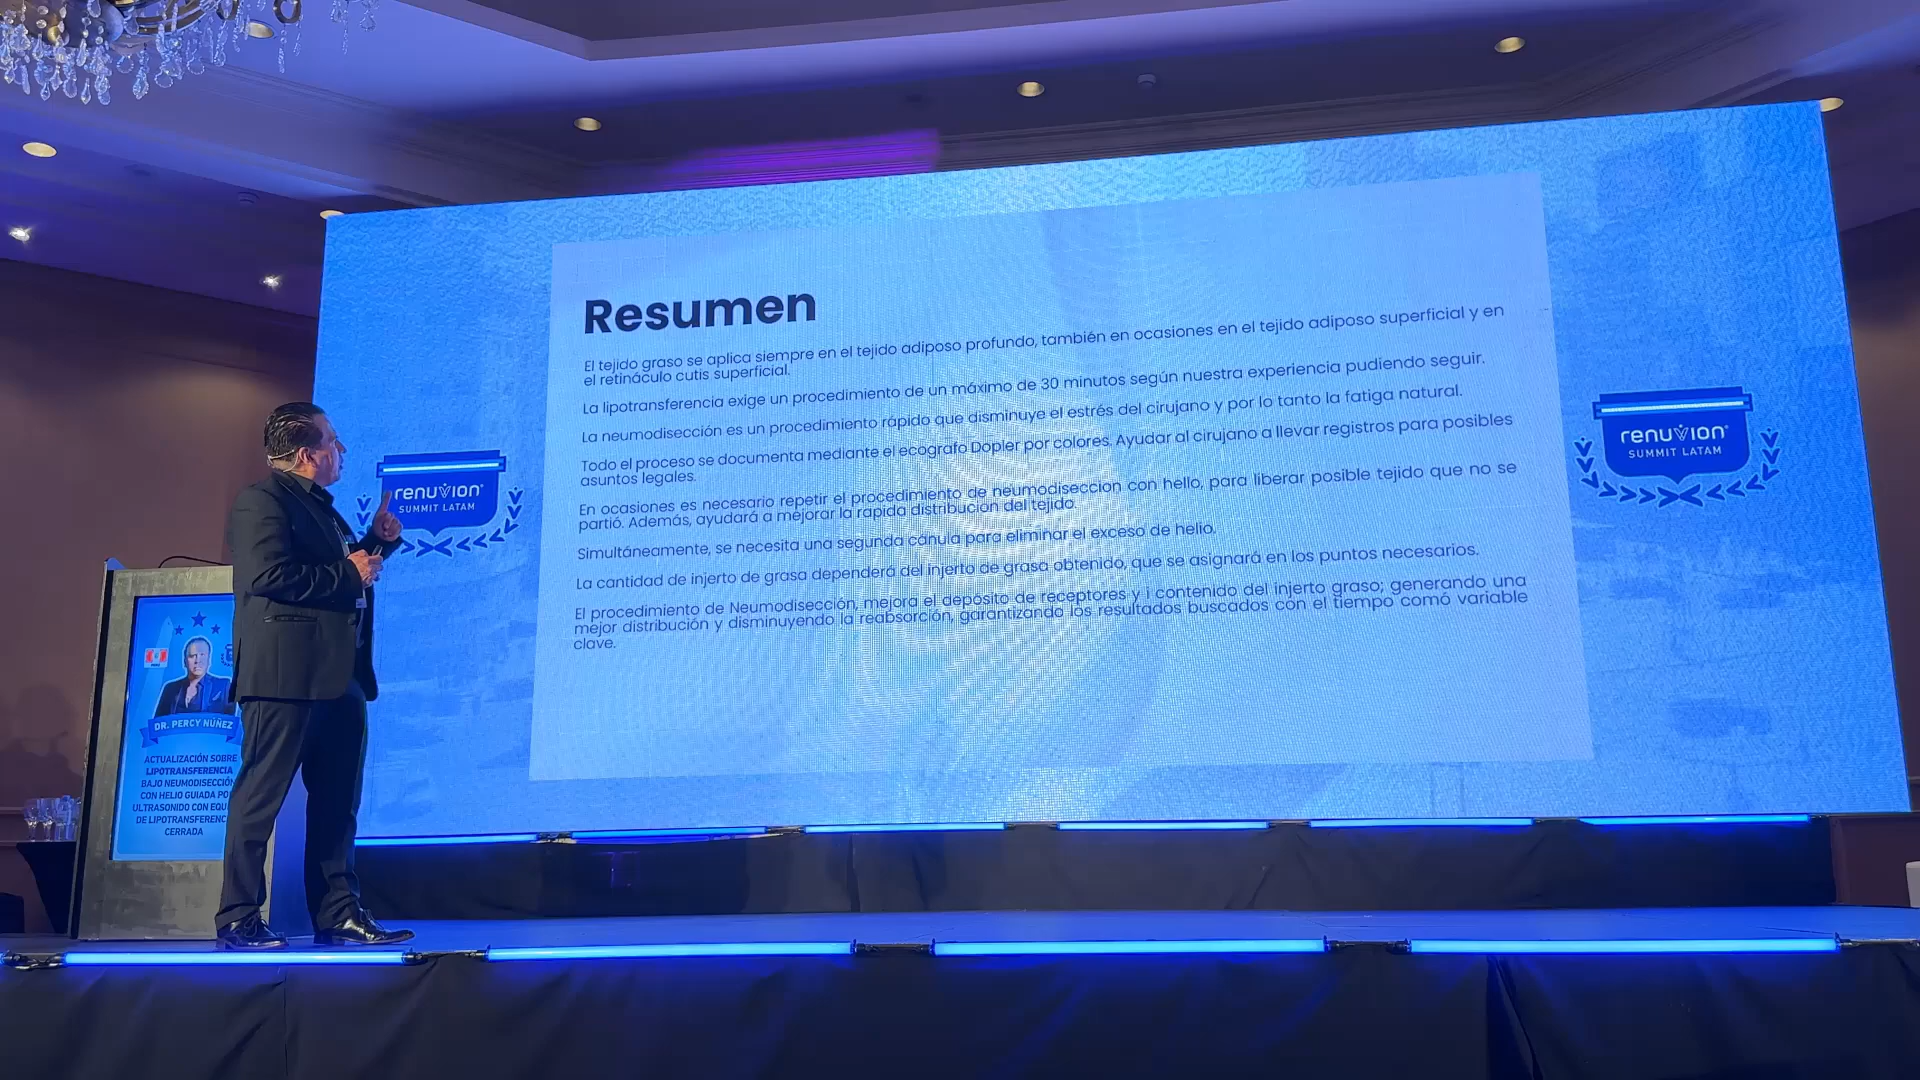 Resumen
El tejido graso se aplica siempre en el tejido adiposo profundo, también en ocasiones en el tejido adiposo superficial y en
el retináculo cutis superficial.
La lipotransferencia exige un procedimiento de un máximo de 30 minutos según nuestra experiencia pudiendo seguir.
La neumodisección es un procedimiento rápido que disminuye el estrés del cirujano y por lo tanto la fatiga natural.
Todo el proceso se documenta mediante el ecografo Dopler por colores. Ayudar al cirujano a llevar registros para posibles
asuntos legales.
En ocasiones es necesario repetir el procedimiento de neumodiseccion con hello, para liberar posible tejido que no se
partió. Además, ayudará a mejorar la rapida distribución del tejido.
Simultáneamente, se necesita una segunda canula para eliminar el exceso de helio.
La cantidad de injerto de grasa dependerá del injerto de grasa obtenido, que se asignará en los puntos necesarios.
El procedimiento de Neumodisección, mejora el depósito de receptores y i contenido del injerto graso; generando una
mejor distribución y disminuyendo la reabsorción, garantizando los resultados buscados con el tiempo comó variable
clave.
renuvion®
SUMMIT LATAM
renuvion®
SUMMIT LATAM
DR. PERCY NÚÑEZ
ACTUALIZACIÓN SOBRE
LIPOTRANSFERENCIA
BAJO NEUMODISECCIÓN
CON HELIO GUIADA
ULTRASONIDO CON
DE
CERRADA